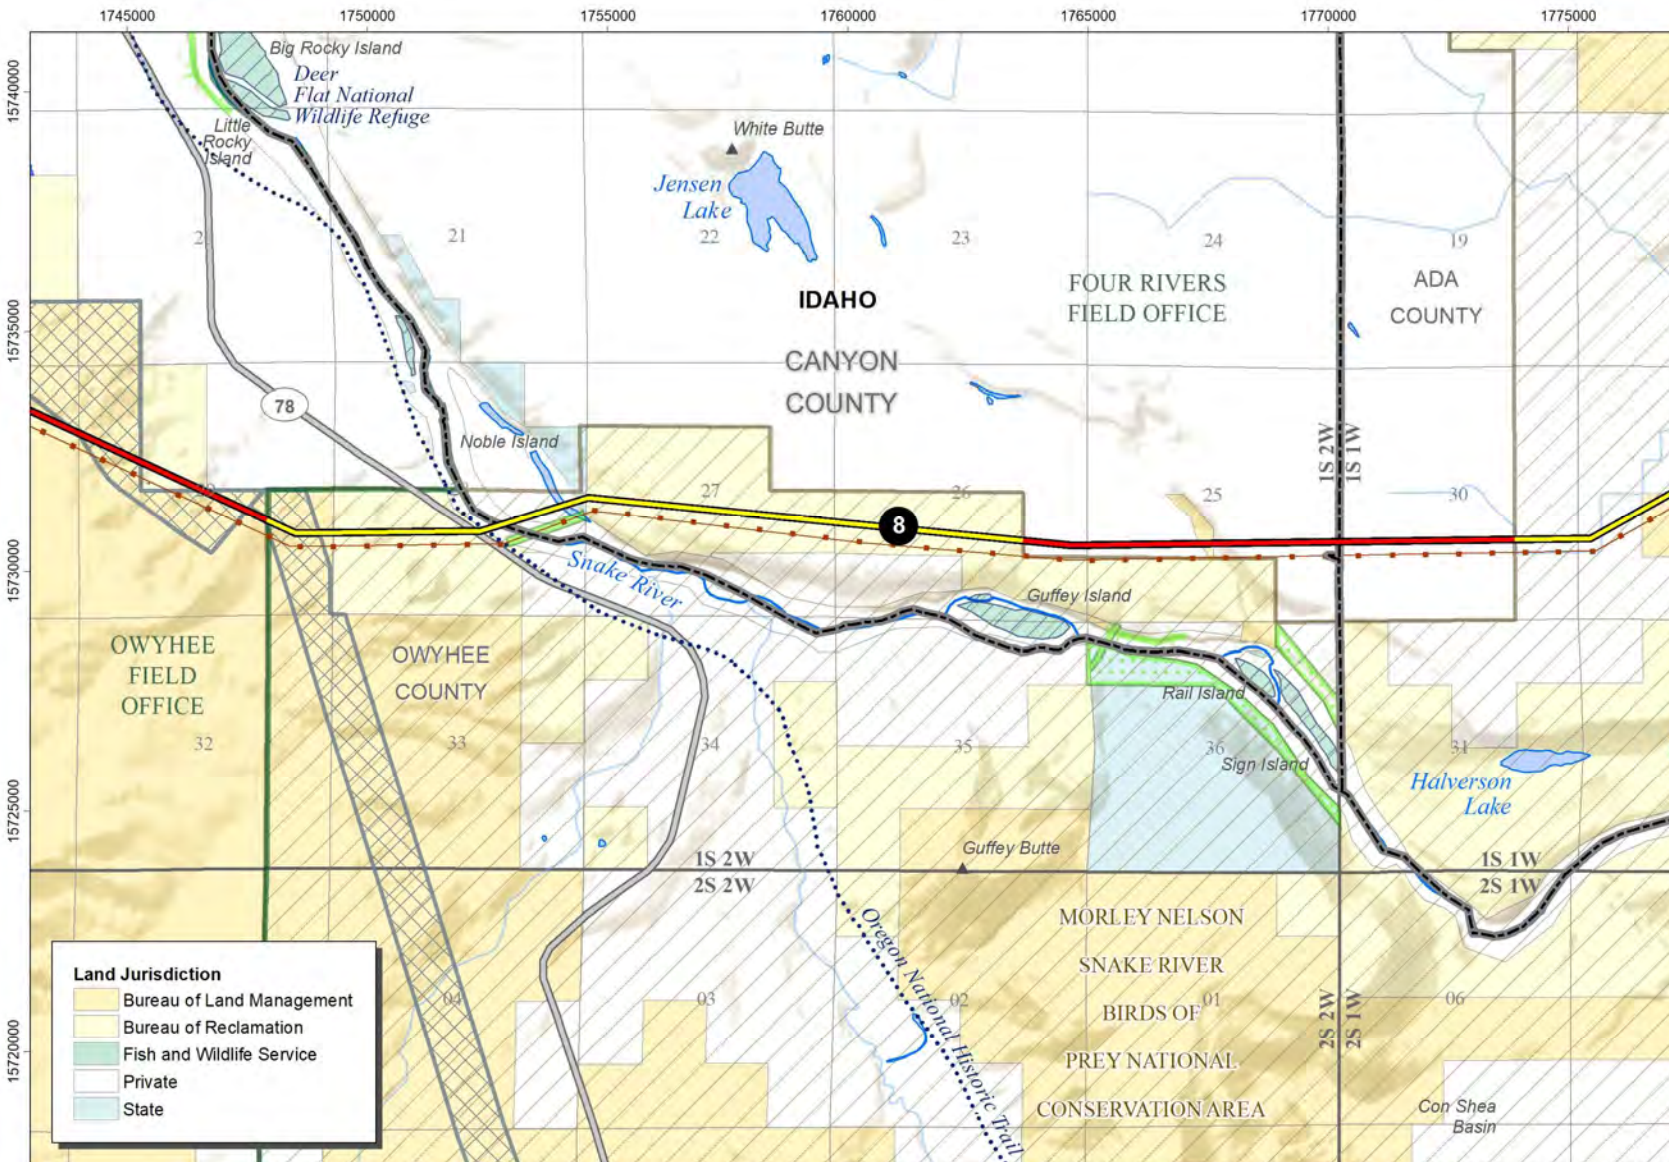 1745000 1750000 1755000 1760000 1765000 1770000 1775000
15740000
15735000
15730000
15725000
15720000
Big Rocky Island
Deer
Flat National
Wildlife Refuge
Little
Rocky
Island
White Butte
Jensen
Lake
21
22
23
24
19
IDAHO
FOUR RIVERS
FIELD OFFICE
ADA
COUNTY
CANYON
COUNTY
78
Noble Island
1S 2W
1S 1W
27
26
25
30
8
Snake River
Guffey Island
OWYHEE
FIELD
OFFICE
OWYHEE
COUNTY
Rail Island
32
33
34
35
36
31
Sign Island
Halverson
Lake
Guffey Butte
1S 2W
2S 2W
1S 1W
2S 1W
Oregon National Historic Trail
MORLEY NELSON
SNAKE RIVER
BIRDS OF
PREY NATIONAL
CONSERVATION AREA
04
03
02
01
06
2S 2W
2S 1W
Con Shea
Basin
Land Jurisdiction
Bureau of Land Management
Bureau of Reclamation
Fish and Wildlife Service
Private
State